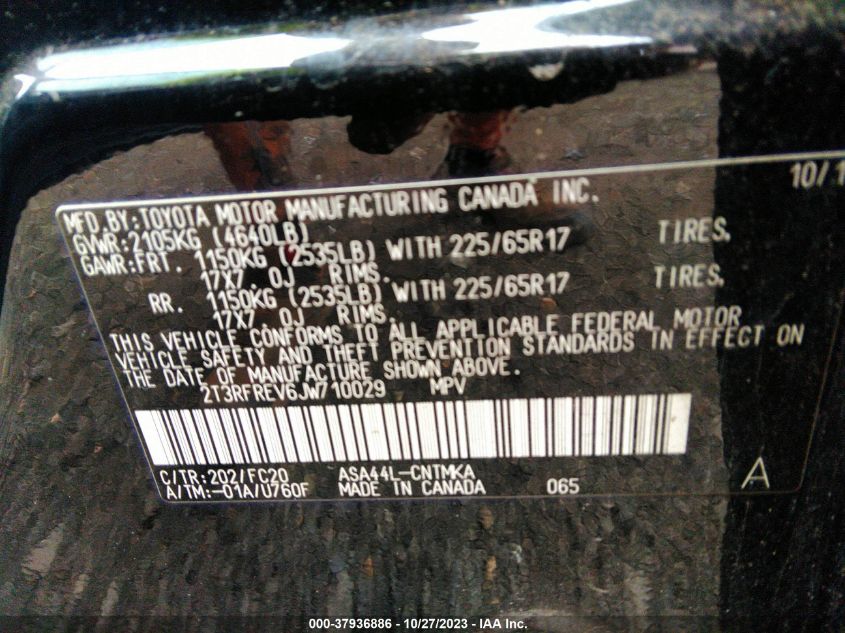 10/1
MFD.BY:TOYOTA MOTOR MANUFACTURING CANADA INC.
GVWR:2105KG (4640LB)
GAWR:FRT. 1150KG (2535LB) WITH 225/65R17 TIRES,
17X7.0J RIMS.
RR. 1150KG (2535LB) WITH 225/65R17 TIRES,
17X7 0J RIMS.
THIS VEHICLE CONFORMS TO ALL APPLICABLE FEDERAL MOTOR
VEHICLE SAFETY AND THEFT PREVENTION STANDARDS IN EFFECT ON
THE DATE OF MANUFACTURE SHOWN ABOVE.
2T3RFREV6JW710029 MPV
C/TR:202/FC20 ASA44L-CNTMKA
A/TM:-01A/U760F MADE IN CANADA 065 A
000-37936886 - 10/27/2023 - IAA Inc.